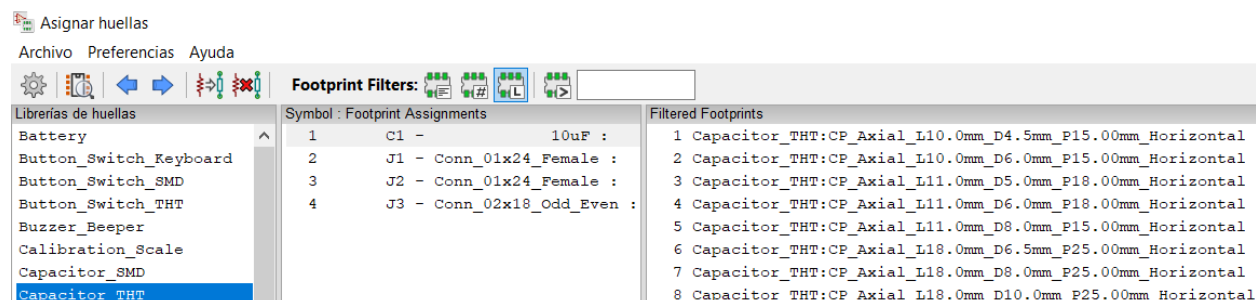 Asignar huellas
Archivo Preferencias Ayuda
Footprint Filters:
Librerías de huellas
Battery
Button_Switch_Keyboard
Button_Switch_SMD
Button_Switch_THT
Buzzer_Beeper
Calibration_Scale
Capacitor_SMD
Capacitor_THT
Symbol : Footprint Assignments
1 C1 - 10uF :
2 J1 - Conn_01x24_Female :
3 J2 - Conn_01x24_Female :
4 J3 - Conn_02x18_Odd_Even :
Filtered Footprints
1 Capacitor_THT:CP_Axial_L10.0mm_D4.5mm_P15.00mm_Horizontal
2 Capacitor_THT:CP_Axial_L10.0mm_D6.0mm_P15.00mm_Horizontal
3 Capacitor_THT:CP_Axial_L11.0mm_D5.0mm_P18.00mm_Horizontal
4 Capacitor_THT:CP_Axial_L11.0mm_D6.0mm_P18.00mm_Horizontal
5 Capacitor_THT:CP_Axial_L11.0mm_D8.0mm_P15.00mm_Horizontal
6 Capacitor_THT:CP_Axial_L18.0mm_D6.5mm_P25.00mm_Horizontal
7 Capacitor_THT:CP_Axial_L18.0mm_D8.0mm_P25.00mm_Horizontal
8 Capacitor_THT:CP_Axial_L18.0mm_D10.0mm_P25.00mm_Horizontal